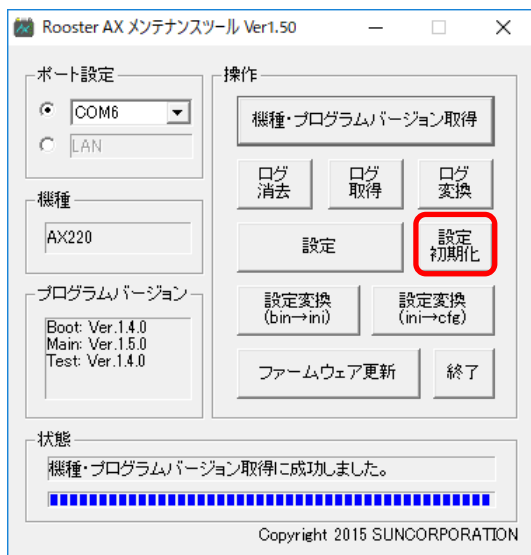 Rooster AX メンテナンスツール Ver1.50
ポート設定
COM6
LAN
機種
AX220
プログラムバージョン
Boot: Ver.1.4.0
Main: Ver.1.5.0
Test: Ver.1.4.0
操作
機種・プログラムバージョン取得
ログ
消去
ログ
取得
ログ
変換
設定
設定
初期化
設定変換
(bin→ini)
設定変換
(ini→cfg)
ファームウェア更新
終了
状態
機種・プログラムバージョン取得に成功しました。
Copyright 2015 SUNCORPORATION